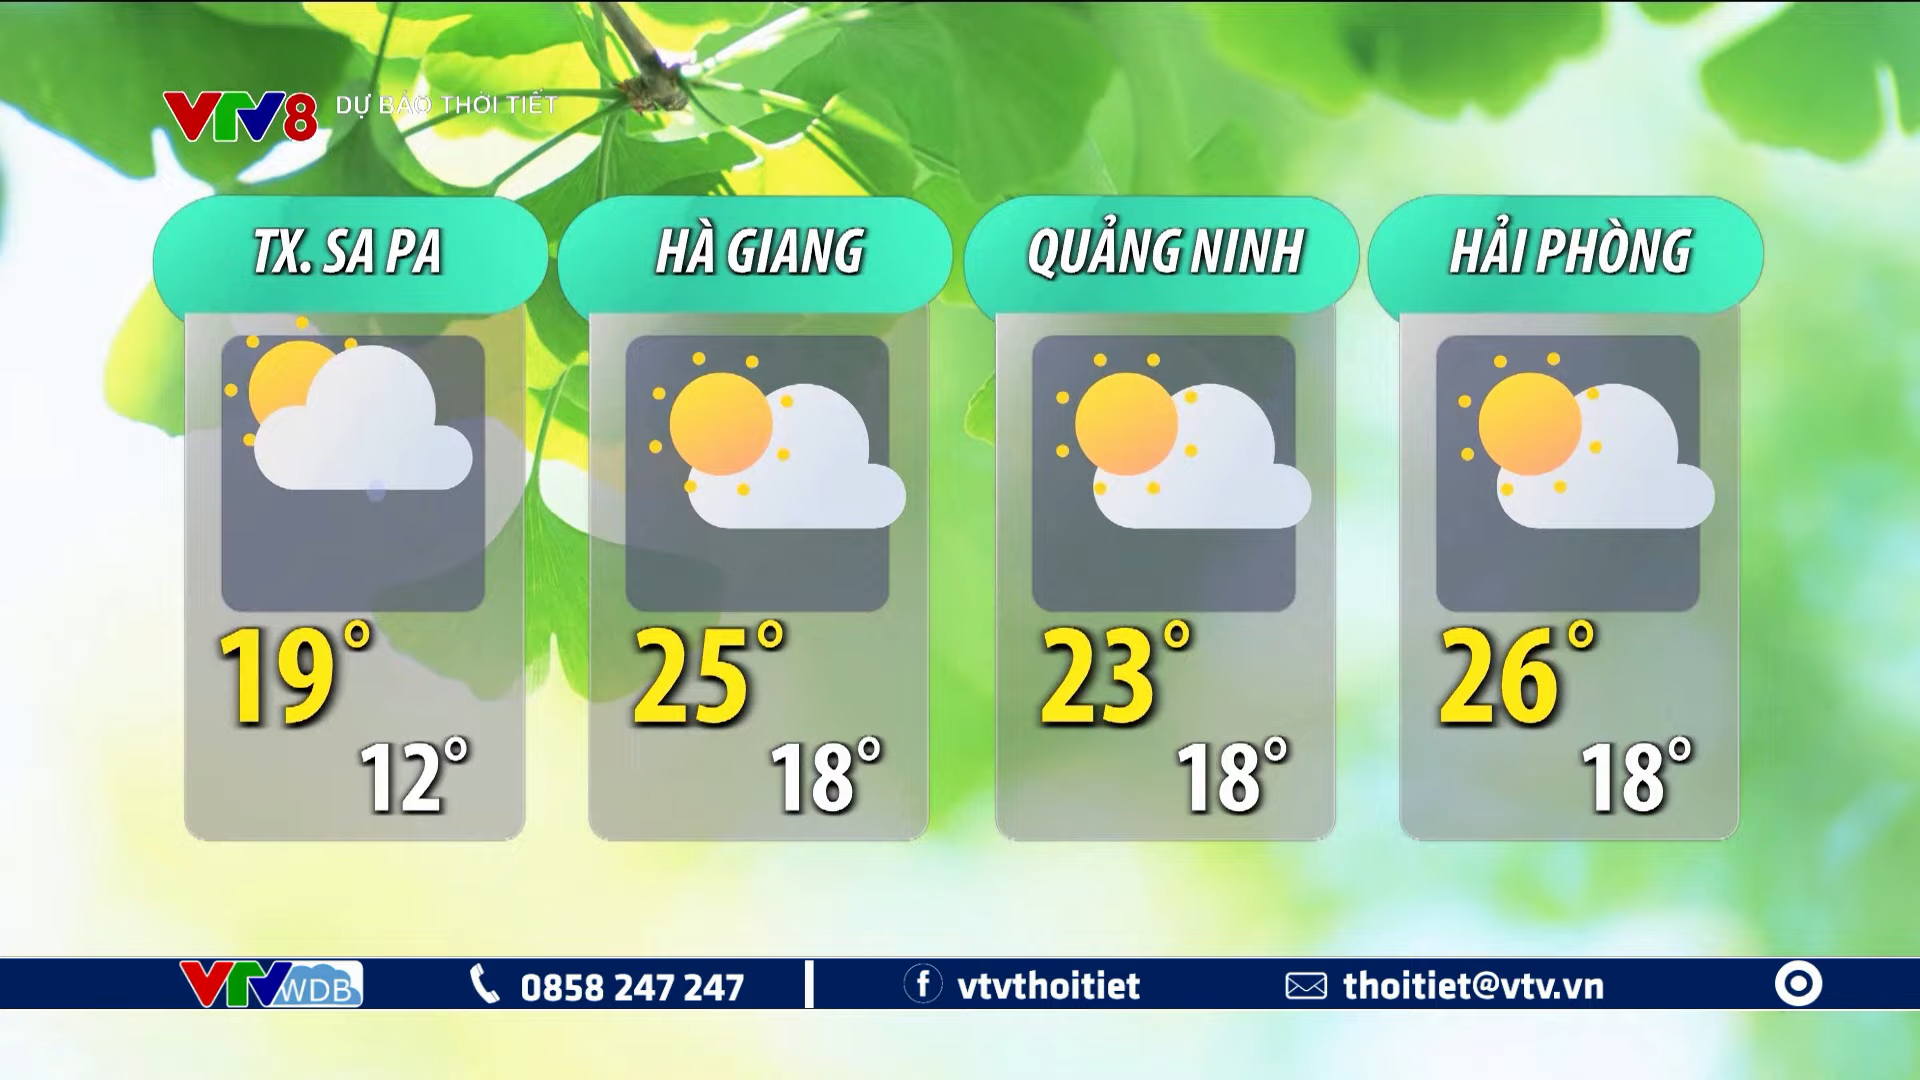 VTV8 DỰ BÁO THỜI TIẾT
TX. SA PA
19°
12°
HÀ GIANG
25°
18°
QUẢNG NINH
23°
18°
HẢI PHÒNG
26°
18°
VTV WDB 0858 247 247 vtvthoitiet thoitiet@vtv.vn